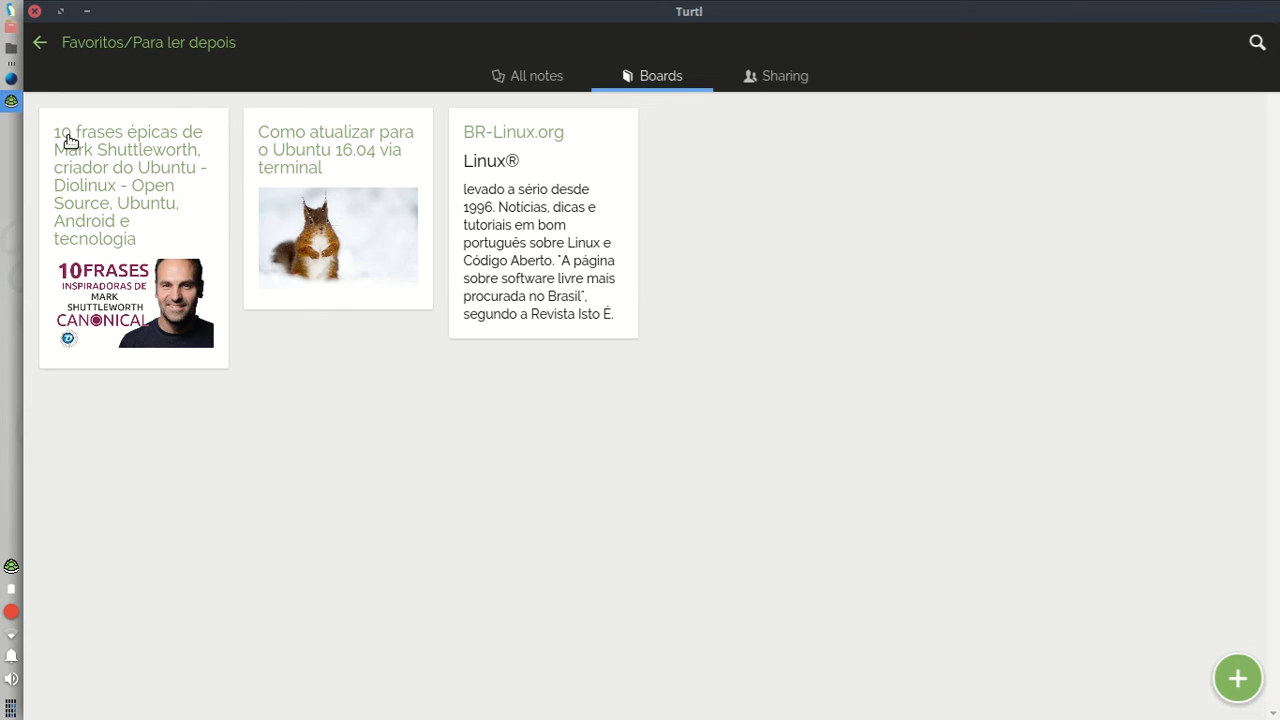 Turtl
Favoritos/Para ler depois
All notes
Boards
Sharing
10 frases épicas de
Mark Shuttleworth,
criador do Ubuntu -
Diolinux - Open
Source, Ubuntu,
Android e
tecnologia
10FRASES
INSPIRADORAS DE
MARK
SHUTTLEWORTH
CANONICAL
Como atualizar para
o Ubuntu 16.04 via
terminal
BR-Linux.org
Linux®
levado a sério desde
1996. Notícias, dicas e
tutoriais em bom
português sobre Linux e
Código Aberto. "A página
sobre software livre mais
procurada no Brasil",
segundo a Revista Isto É.